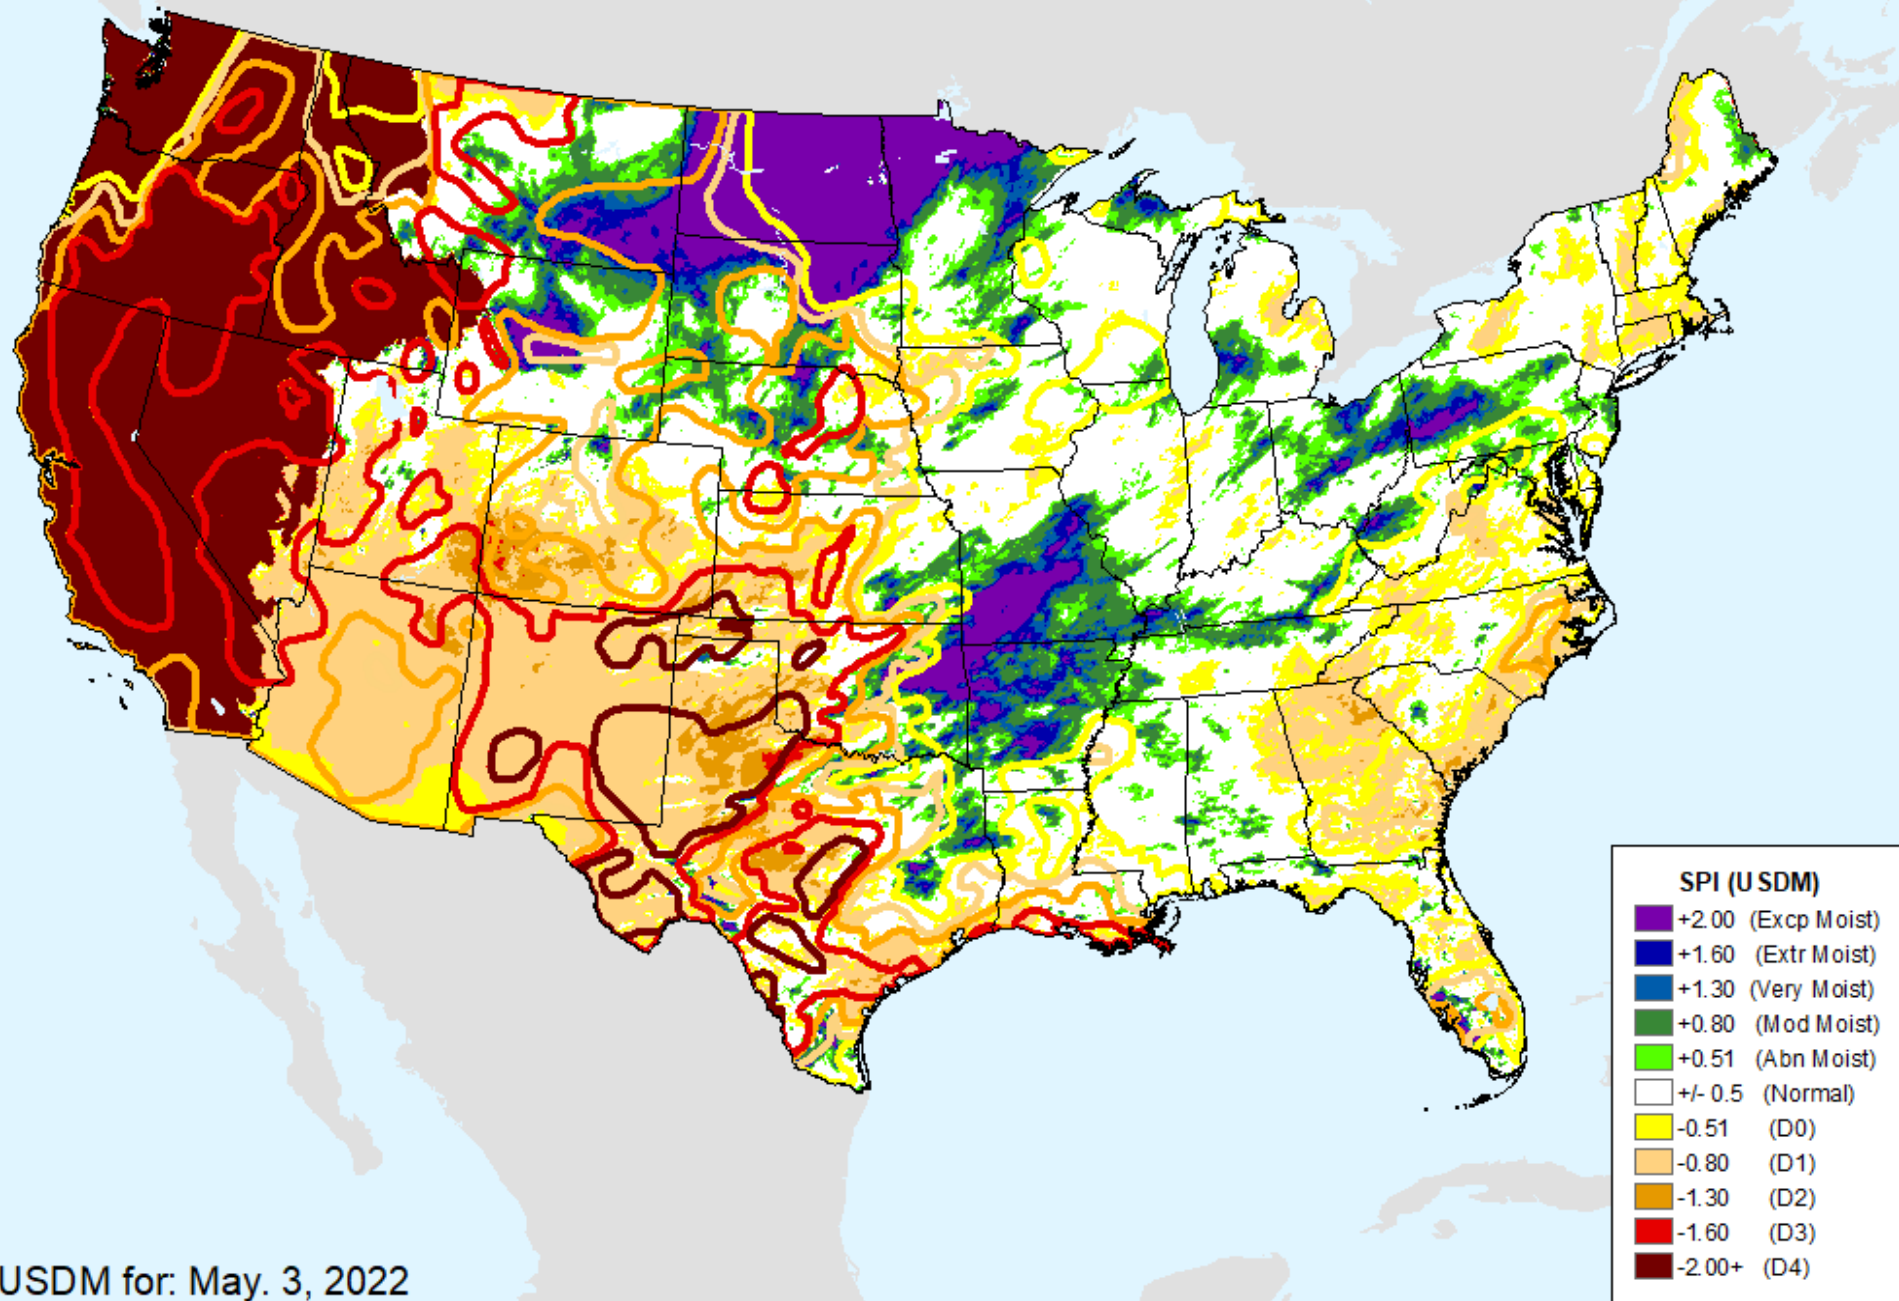 SPI (USDM)
+2.00 (Excp Moist)
+1.60 (Extr Moist)
+1.30 (Very Moist)
+0.80 (Mod Moist)
+0.51 (Abn Moist)
+/- 0.5 (Normal)
-0.51 (D0)
-0.80 (D1)
-1.30 (D2)
-1.60 (D3)
-2.00+ (D4)
USDM for: May. 3, 2022